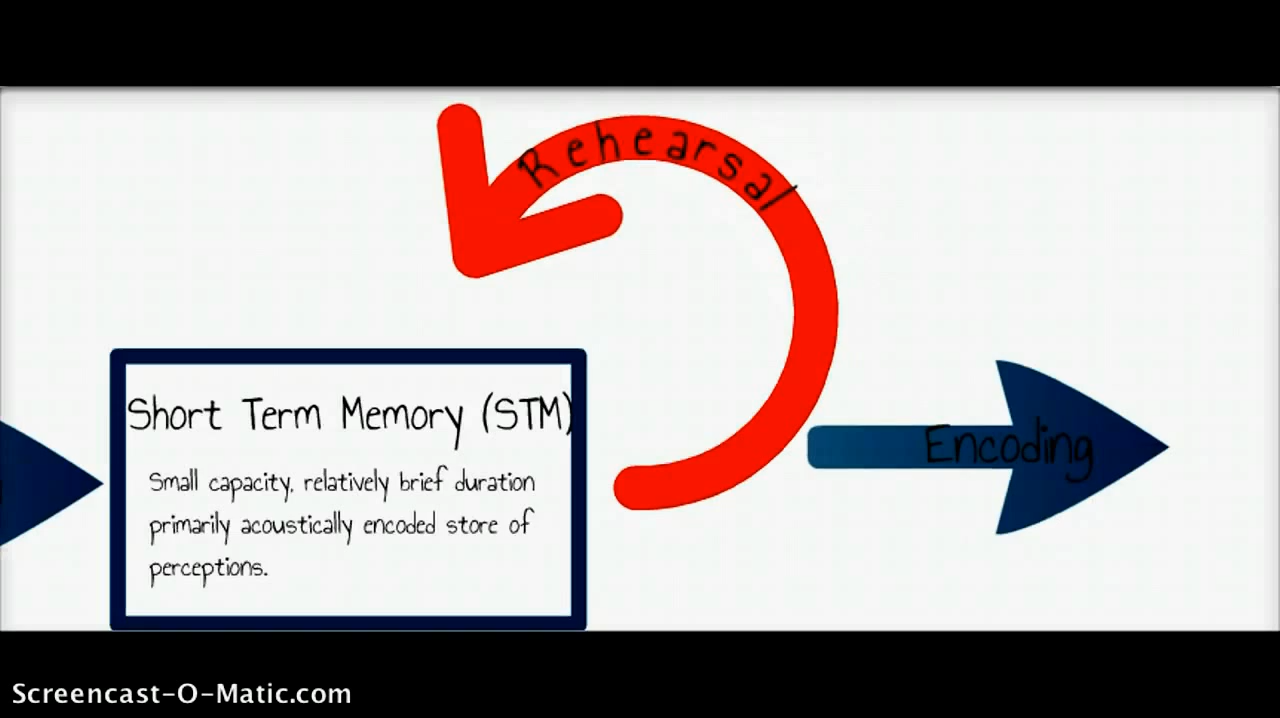 Rehearsal
Short Term Memory (STM)
Small capacity, relatively brief duration
primarily acoustically encoded store of
perceptions.
Encoding
Screencast-O-Matic.com